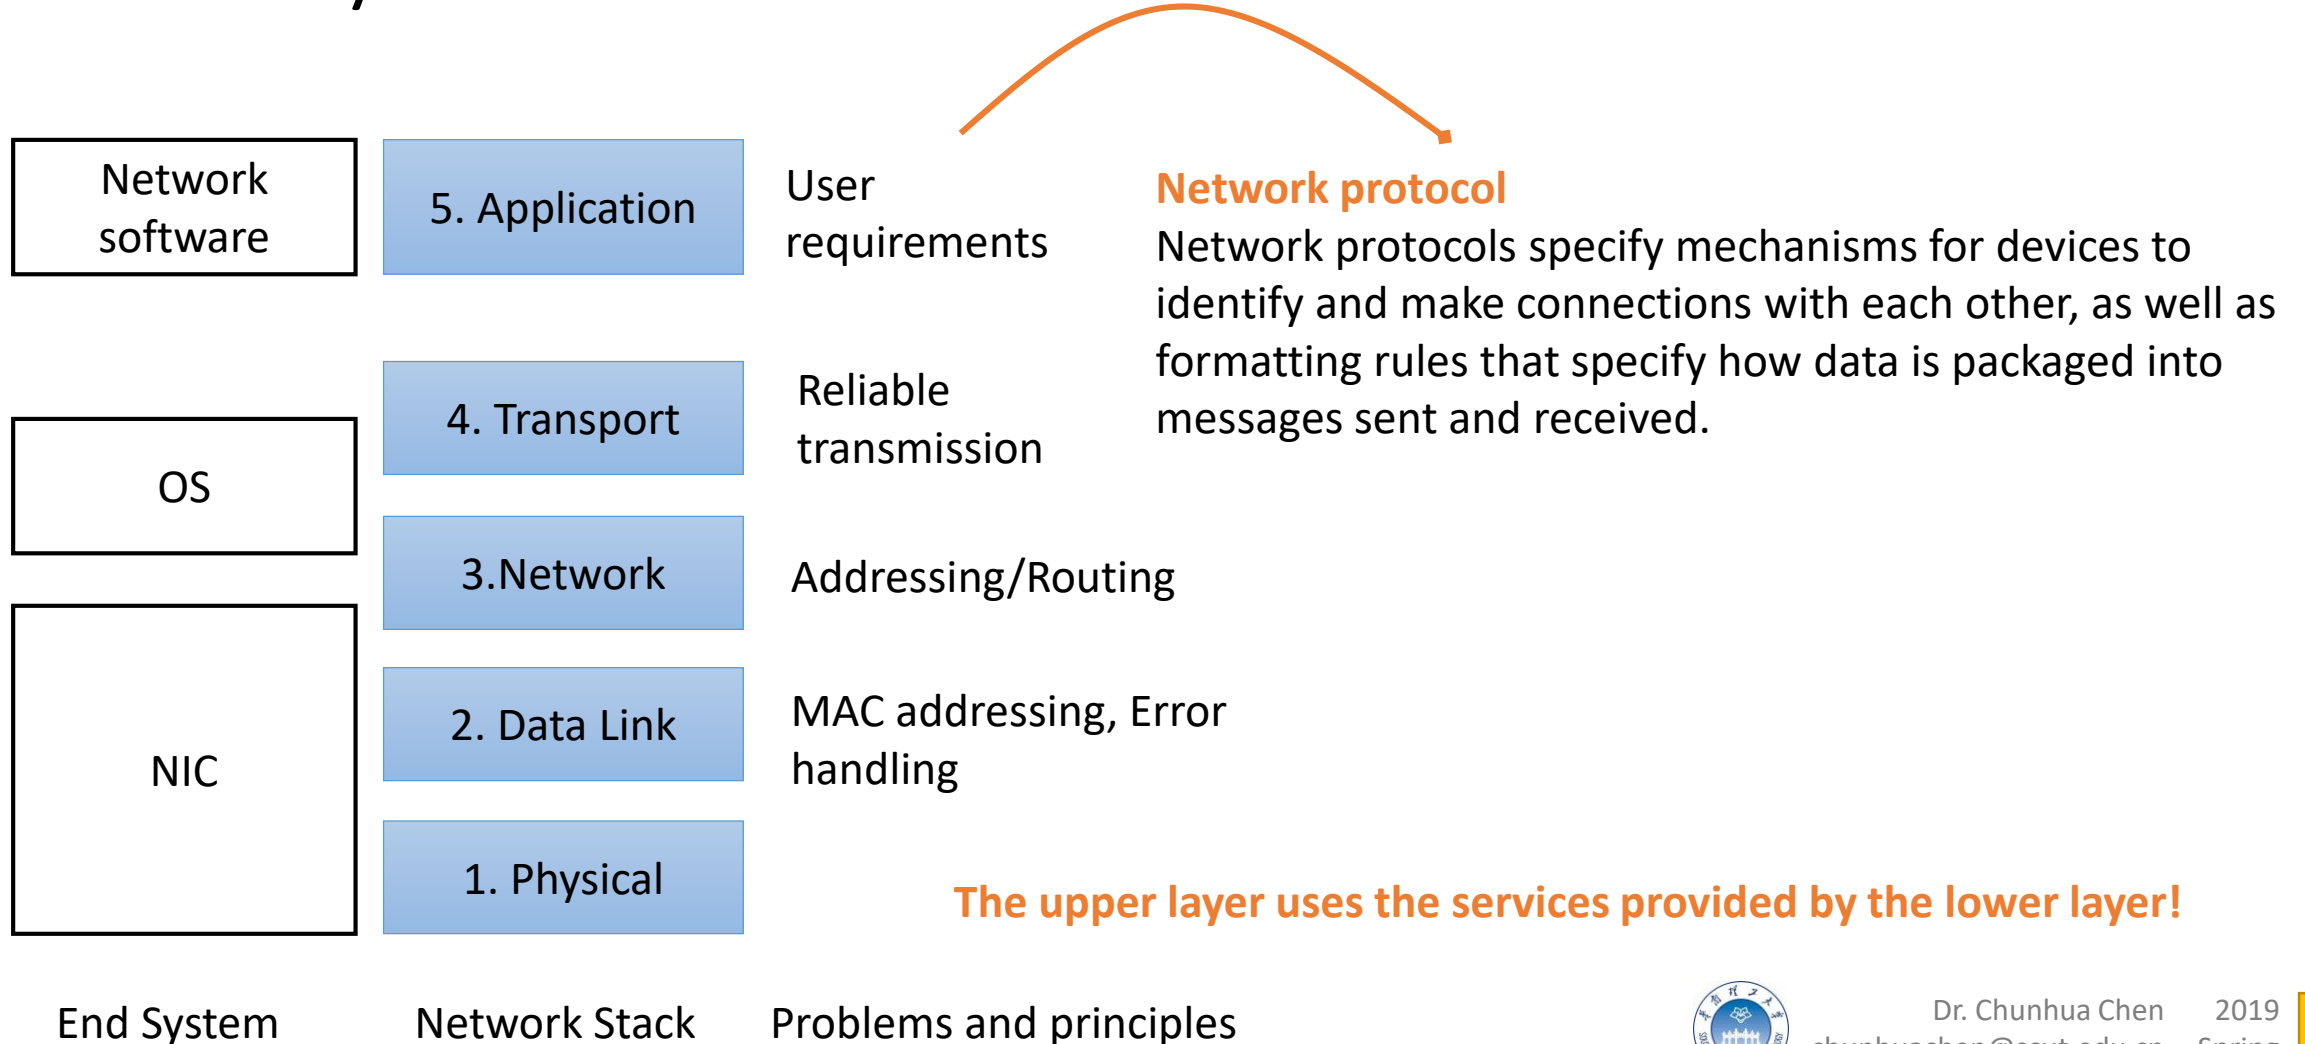 Network
software
5. Application
User
requirements
Network protocol
Network protocols specify mechanisms for devices to
identify and make connections with each other, as well as
formatting rules that specify how data is packaged into
messages sent and received.
4. Transport
Reliable
transmission
OS
3.Network
Addressing/Routing
NIC
2. Data Link
MAC addressing, Error
handling
1. Physical
The upper layer uses the services provided by the lower layer!
End System
Network Stack
Problems and principles
Dr. Chunhua Chen
2019
Spring